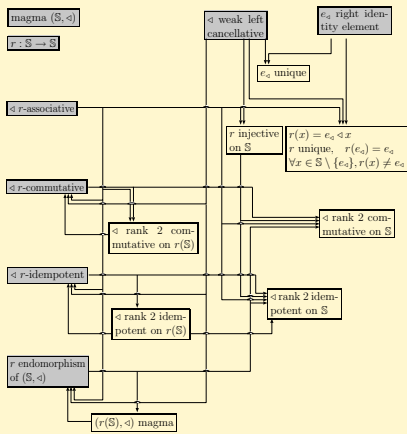 magma (𝕊, ◃)
r : 𝕊 → 𝕊
◃ weak left
cancellative
e◃ right iden-
tity element
e◃ unique
◃ r-associative
r injective
on 𝕊
r(x) = e◃ ◃ x
r unique, r(e◃) = e◃
∀x ∈ 𝕊 \ {e◃}, r(x) ≠ e◃
◃ r-commutative
◃ rank 2 com-
mutative on r(𝕊)
◃ rank 2 com-
mutative on 𝕊
◃ r-idempotent
◃ rank 2 idem-
potent on 𝕊
◃ rank 2 idem-
potent on r(𝕊)
r endomorphism
of (𝕊, ◃)
(r(𝕊), ◃) magma